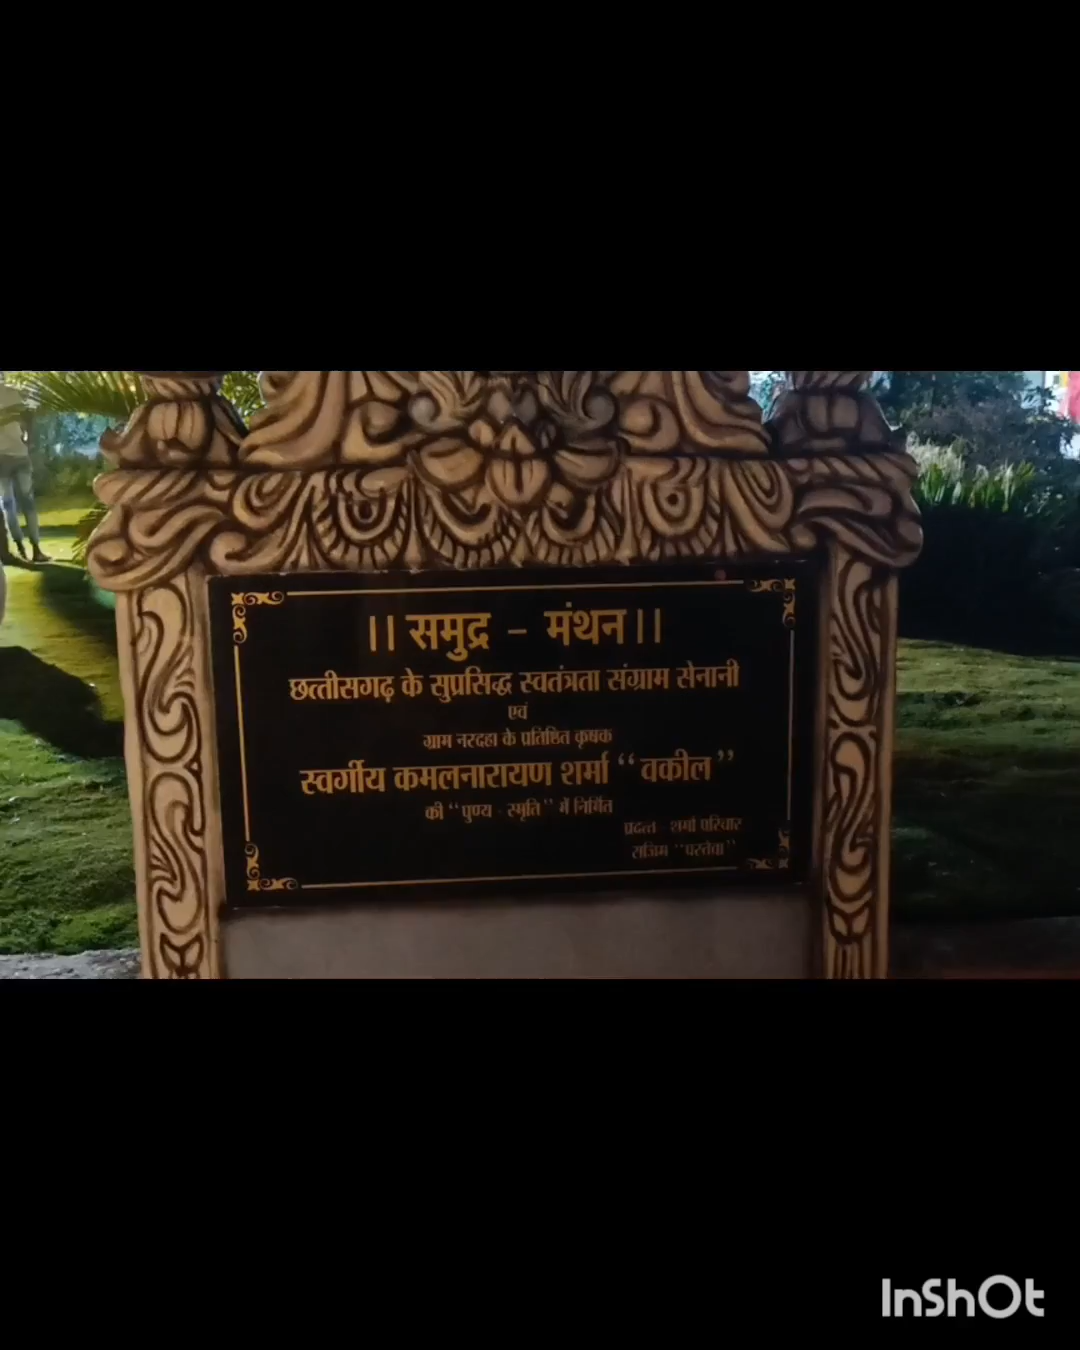 ।। समुद्र - मंथन ।।
छत्तीसगढ़ के सुप्रसिद्ध स्वतंत्रता संग्राम सेनानी
एवं
ग्राम नरदहा के प्रतिष्ठित कृषक
स्वर्गीय कमलनारायण शर्मा “वकील”
की “पुण्य - स्मृति” में निर्मित
प्रदत्त - शर्मा परिवार
राजिम
InShOt